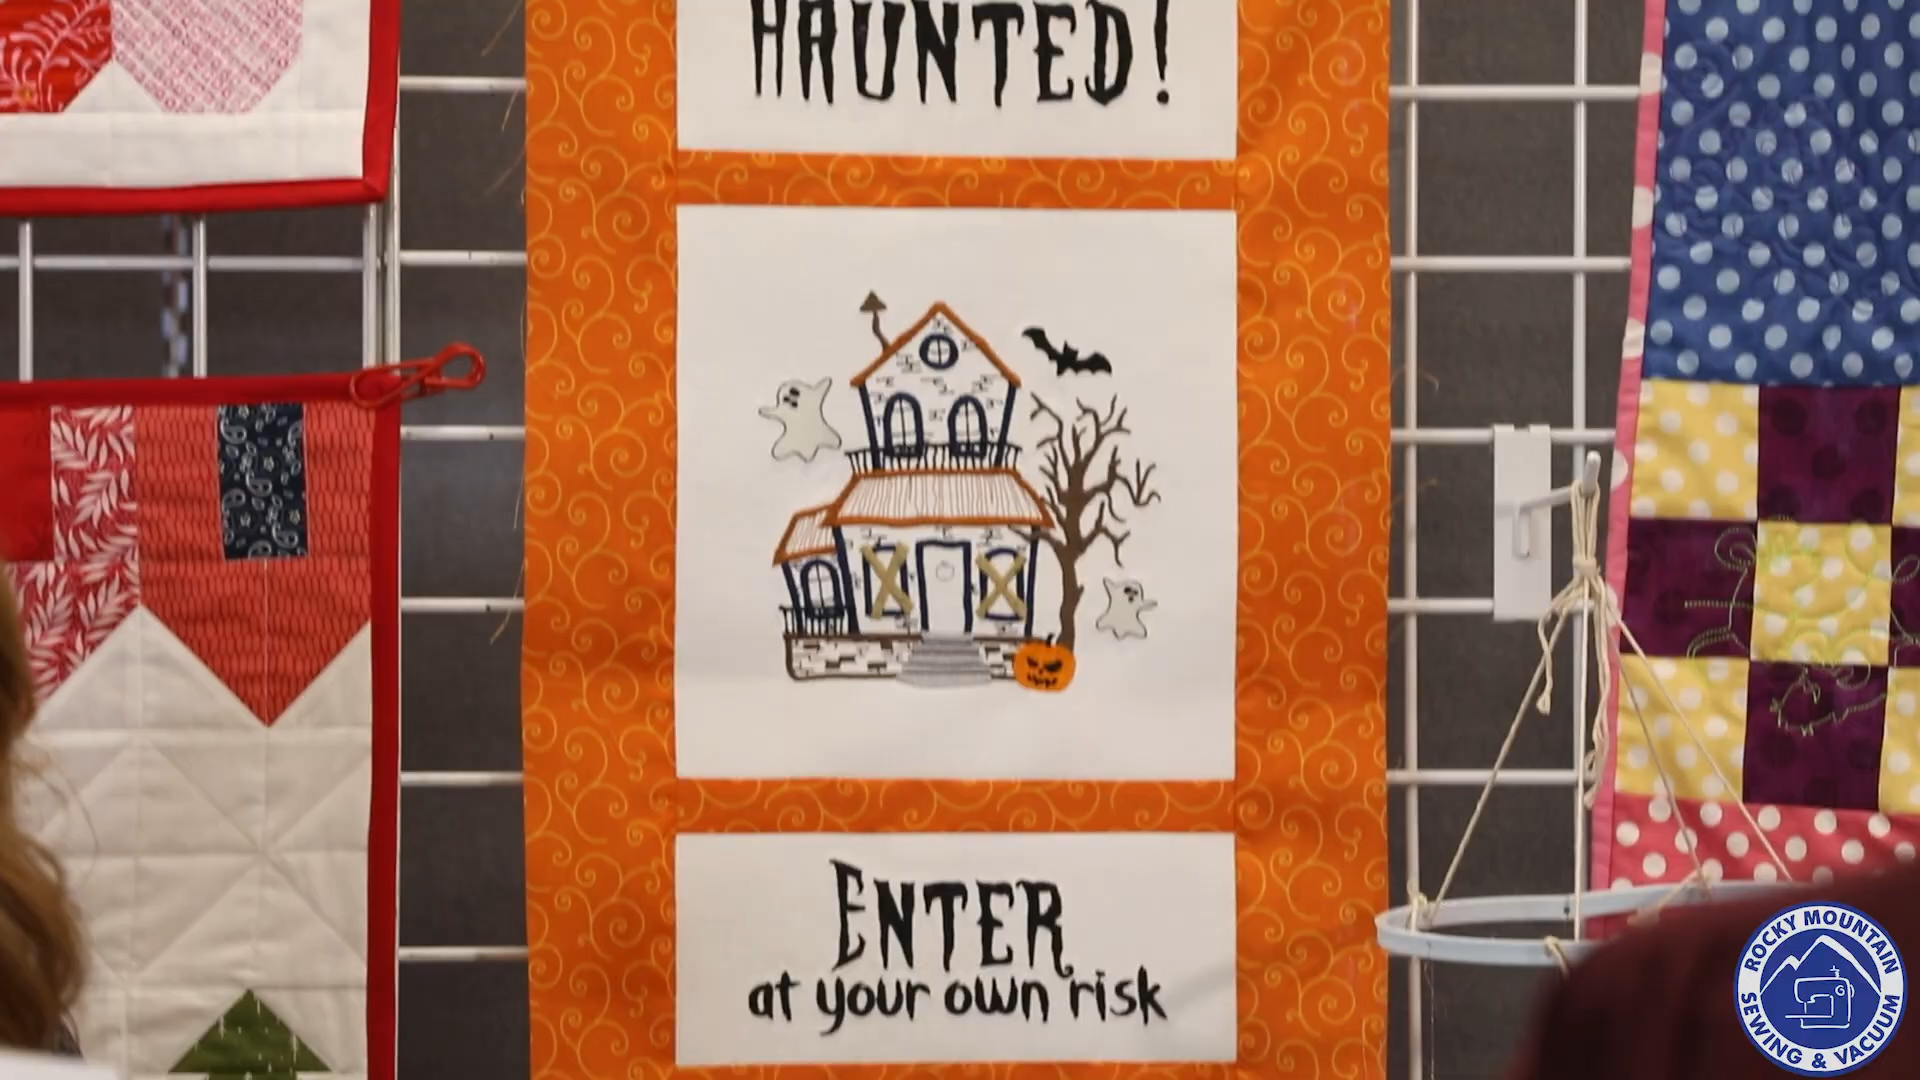 HAUNTED!
ENTER
at your own risk
ROCKY MOUNTAIN
SEWING & VACUUM